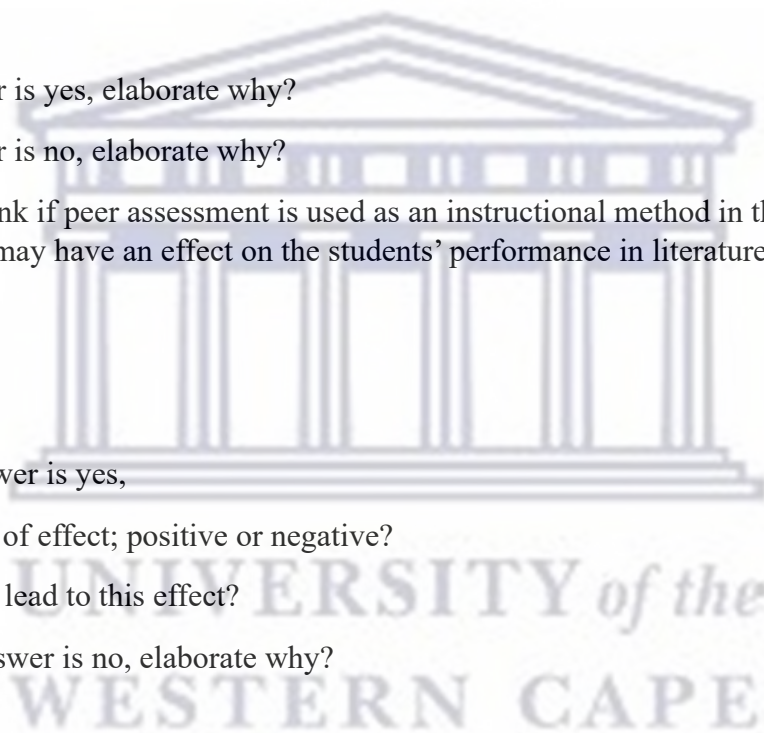 r is yes, elaborate why?
r is no, elaborate why?
nk if peer assessment is used as an instructional method in th
may have an effect on the students’ performance in literature
wer is yes,
of effect; positive or negative?
UNIVERSITY of the
lead to this effect?
swer is no, elaborate why?
WESTERN CAPE